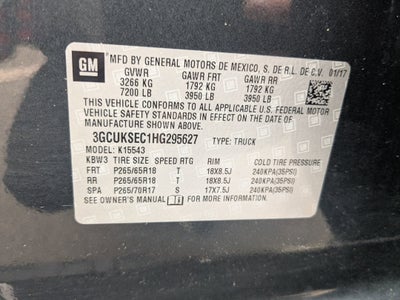 GM
MFD BY GENERAL MOTORS DE MEXICO, S. DE R.L. DE C.V. 01/17
GVWR GAWR FRT GAWR RR
3266 KG 1792 KG 1792 KG
7200 LB 3950 LB 3950 LB
THIS VEHICLE CONFORMS TO ALL APPLICABLE U.S. FEDERAL MOTOR
VEHICLE SAFETY AND THEFT PREVENTION STANDARDS IN EFFECT ON
THE DATE OF MANUFACTURE SHOWN ABOVE.
3GCUKSEC1HG295627 TYPE: TRUCK
MODEL: K15543
KBW3 TIRE SIZE SPEED RTG RIM COLD TIRE PRESSURE
FRT P265/65R18 T 18X8.5J 240KPA(35PSI)
RR P265/65R18 T 18X8.5J 240KPA(35PSI)
SPA P265/70R17 S 17X7.5J 240KPA(35PSI)
SEE OWNER'S MANUAL FOR MORE INFORMATION.